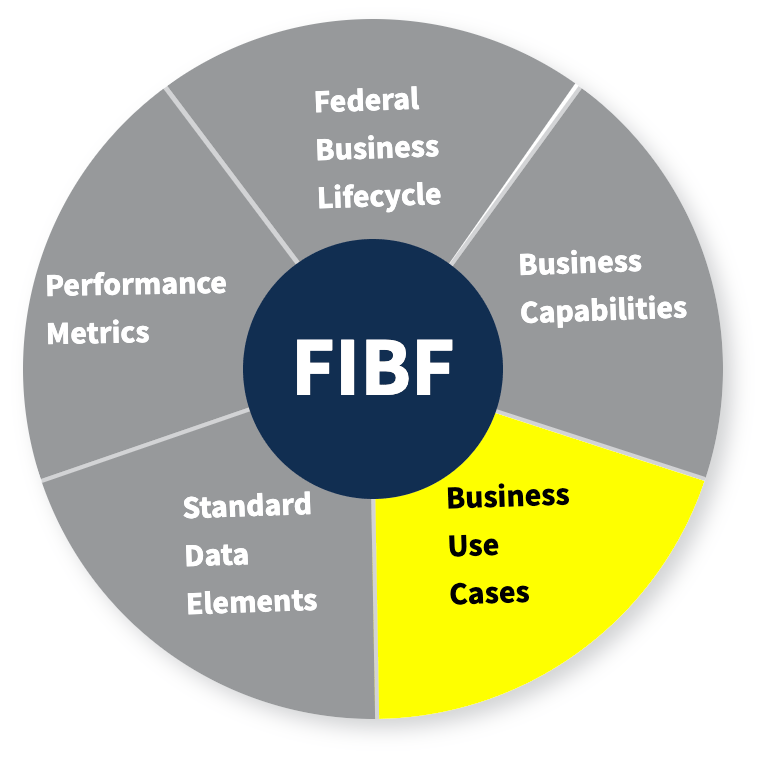 Federal
Business
Lifecycle
Business
Capabilities
Performance
Metrics
FIBF
Business
Use
Cases
Standard
Data
Elements